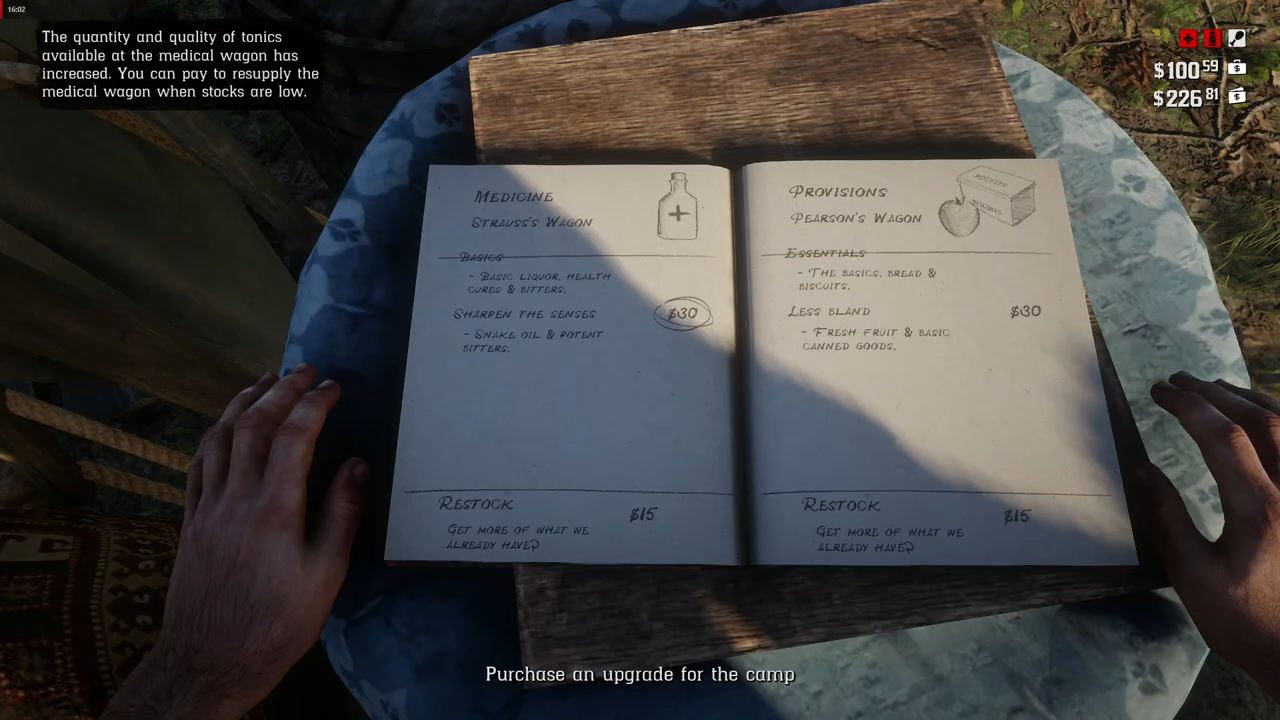 16:02
The quantity and quality of tonics
available at the medical wagon has
increased. You can pay to resupply the
medical wagon when stocks are low.
$100 59
$226 81
MEDICINE
STRAUSS'S WAGON
BASICS
- BASIC LIQUOR, HEALTH
CURES & BITTERS.
SHARPEN THE SENSES $30
- SNAKE OIL & POTENT
BITTERS.
RESTOCK $15
GET MORE OF WHAT WE
ALREADY HAVE?
PROVISIONS
PEARSON'S WAGON
BISCUITS
BISCUITS
ESSENTIALS
- THE BASICS, BREAD &
BISCUITS.
LESS BLAND $30
- FRESH FRUIT & BASIC
CANNED GOODS.
RESTOCK $15
GET MORE OF WHAT WE
ALREADY HAVE?
Purchase an upgrade for the camp